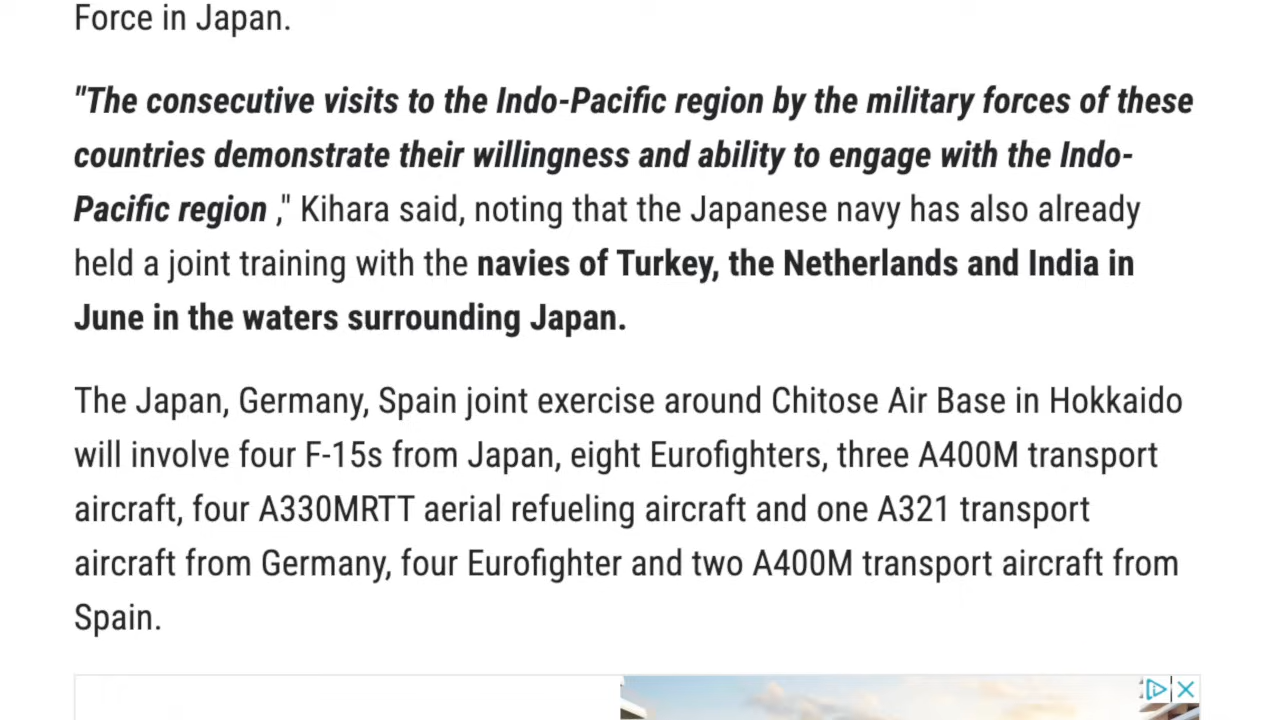 Force in Japan.
"The consecutive visits to the Indo-Pacific region by the military forces of these
countries demonstrate their willingness and ability to engage with the Indo-
Pacific region ," Kihara said, noting that the Japanese navy has also already
held a joint training with the navies of Turkey, the Netherlands and India in
June in the waters surrounding Japan.
The Japan, Germany, Spain joint exercise around Chitose Air Base in Hokkaido
will involve four F-15s from Japan, eight Eurofighters, three A400M transport
aircraft, four A330MRTT aerial refueling aircraft and one A321 transport
aircraft from Germany, four Eurofighter and two A400M transport aircraft from
Spain.